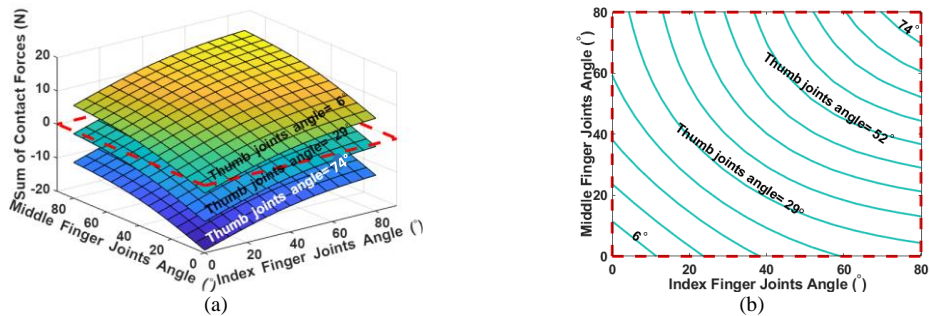 (a)
Sum of Contact Forces (N)
20
10
0
-10
-20
Thumb joints angle= 6°
Thumb joints angle= 29°
Thumb joints angle= 74°
80
60
40
20
0
Middle Finger Joints Angle (°)
0
20
40
60
80
Index Finger Joints Angle (°)
(a)
(b)
Middle Finger Joints Angle (°)
80
60
40
20
0
74°
Thumb joints angle= 52°
Thumb joints angle= 29°
6°
0
20
40
60
80
Index Finger Joints Angle (°)
(b)